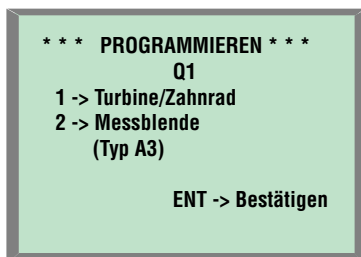 * * * PROGRAMMIEREN * * *
Q1
1 -> Turbine/Zahnrad
2 -> Messblende
(Typ A3)
ENT -> Bestätigen